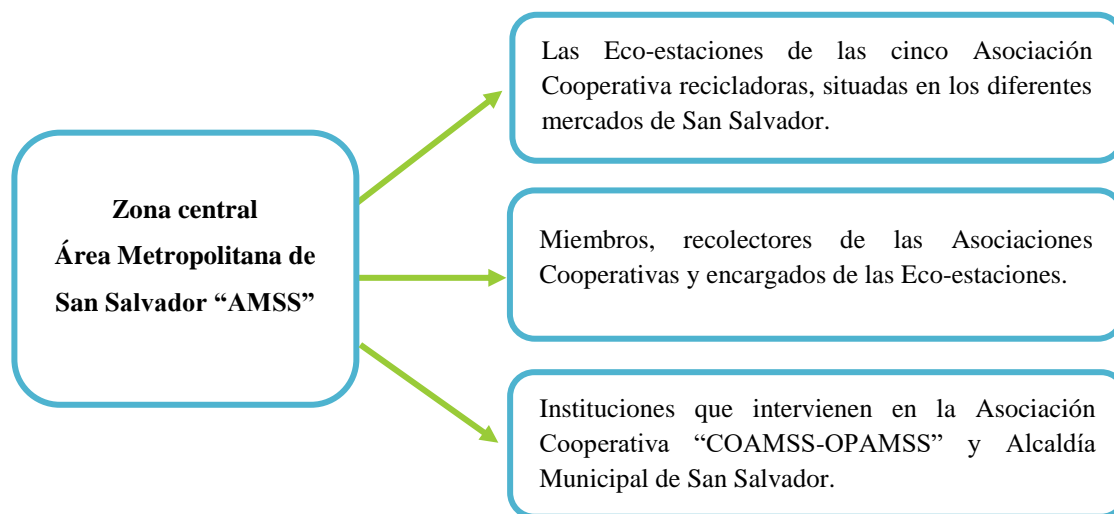 Las Eco-estaciones de las cinco Asociación
Cooperativa recicladoras, situadas en los diferentes
mercados de San Salvador.
Zona central
Área Metropolitana de
San Salvador “AMSS”
Miembros, recolectores de las Asociaciones
Cooperativas y encargados de las Eco-estaciones.
Instituciones que intervienen en la Asociación
Cooperativa “COAMSS-OPAMSS” y Alcaldía
Municipal de San Salvador.